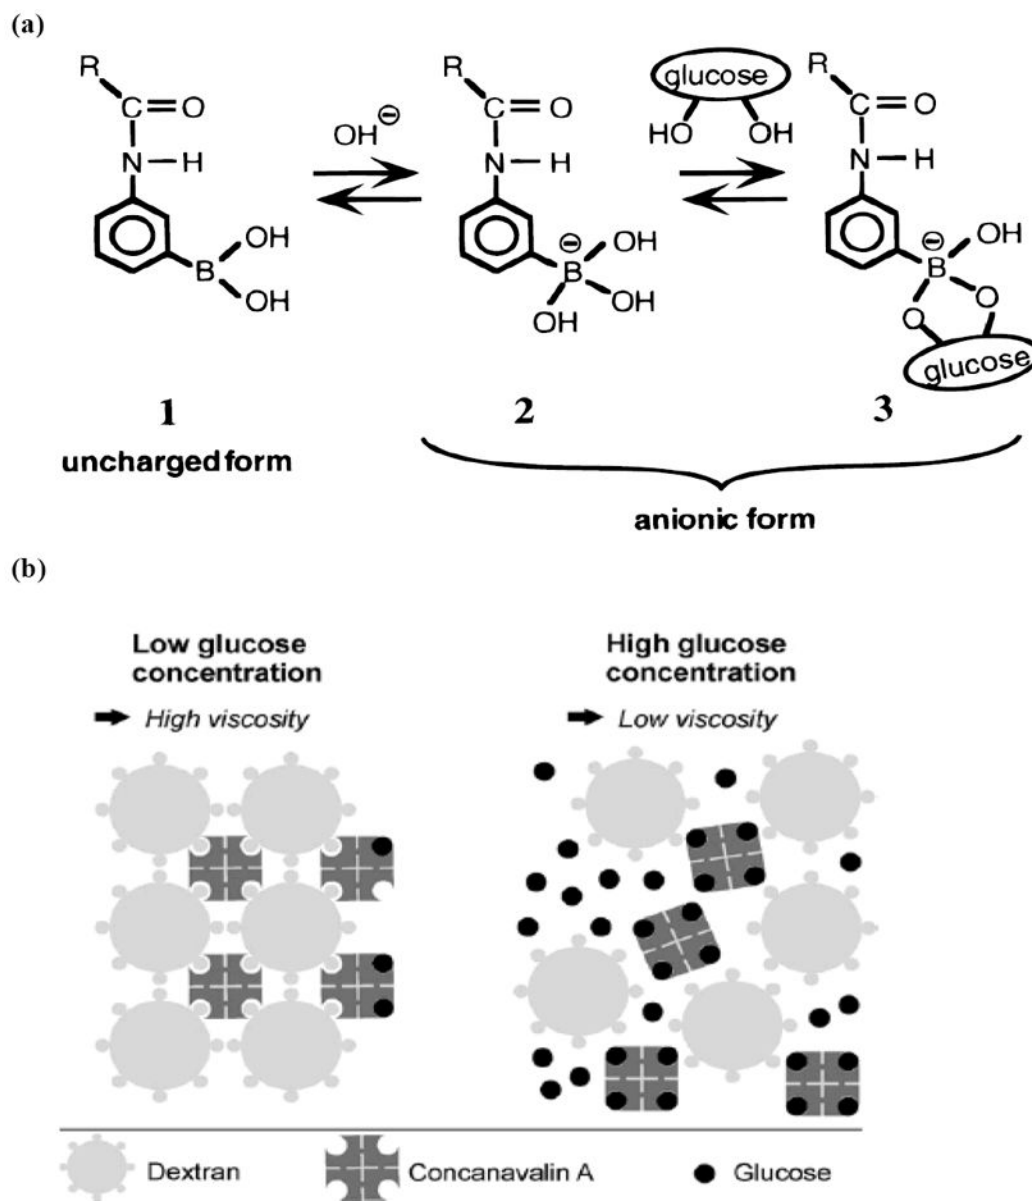 (a)
R
C=O
N–H
B
OH
OH
OH⊖
R
C=O
N–H
⊖
B
OH
OH
OH
glucose
HO OH
R
C=O
N–H
⊖
B
OH
O O
glucose
1 2 3
uncharged form
anionic form
(b)
Low glucose
concentration
High viscosity
High glucose
concentration
Low viscosity
Dextran
Concanavalin A
Glucose